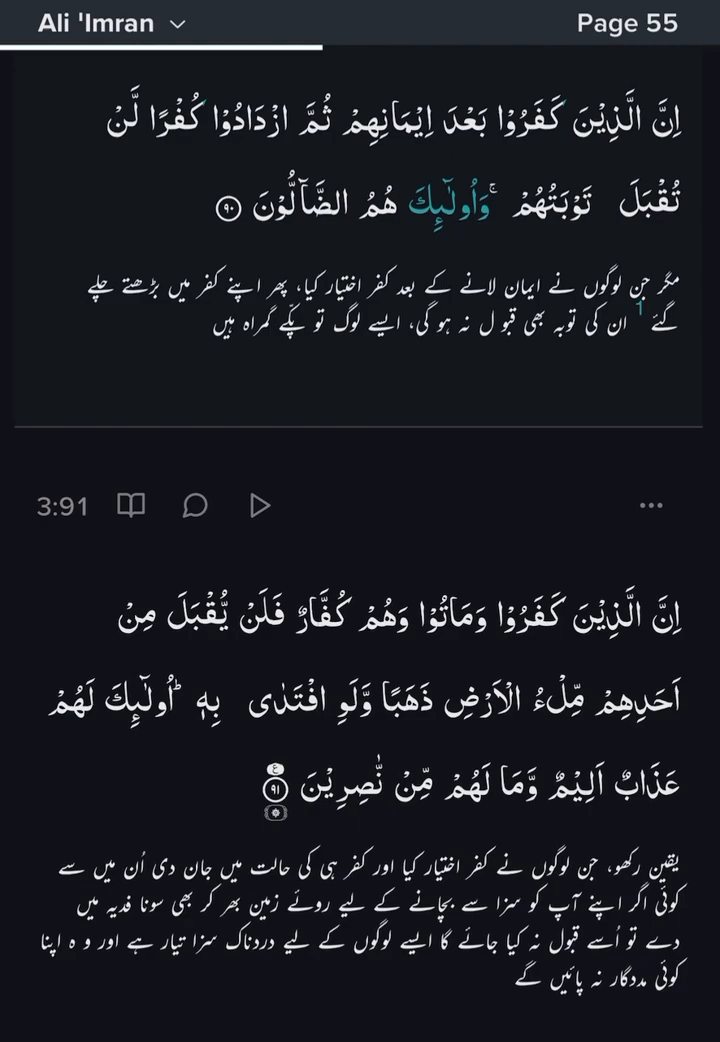 Ali 'Imran
Page 55
اِنَّ الَّذِيْنَ كَفَرُوْا بَعْدَ اِيْمَانِهِمْ ثُمَّ ازْدَادُوْا كُفْرًا لَّنْ
تُقْبَلَ تَوْبَتُهُمْ ۚ وَاُولٰٓٮِٕكَ هُمُ الضَّآلُّوْنَ ٩٠
مگر جن لوگوں نے ایمان لانے کے بعد کفر اختیار کیا، پھر اپنے کفر میں بڑھتے چلے
گئے 1 ان کی توبہ بھی قبو ل نہ ہو گی، ایسے لوگ تو پکّے گمراہ ہیں
3:91
اِنَّ الَّذِيْنَ كَفَرُوْا وَمَاتُوْا وَهُمْ كُفَّارٌ فَلَنْ يُّقْبَلَ مِنْ
اَحَدِهِمْ مِّلْءُ الْاَرْضِ ذَهَبًا وَّلَوِ افْتَدٰى بِهٖ ؕ اُولٰٓٮِٕكَ لَهُمْ
عَذَابٌ اَلِيْمٌ وَّمَا لَهُمْ مِّنْ نّٰصِرِيْنَ ٩١
یقین رکھو، جن لوگوں نے کفر اختیار کیا اور کفر ہی کی حالت میں جان دی اُن میں سے
کوئی اگر اپنے آپ کو سزا سے بچانے کے لیے روئے زمین بھر کر بھی سونا فدیہ میں
دے تو اُسے قبول نہ کیا جائے گا ایسے لوگوں کے لیے دردناک سزا تیار ہے اور و ہ اپنا
کوئی مددگار نہ پائیں گے